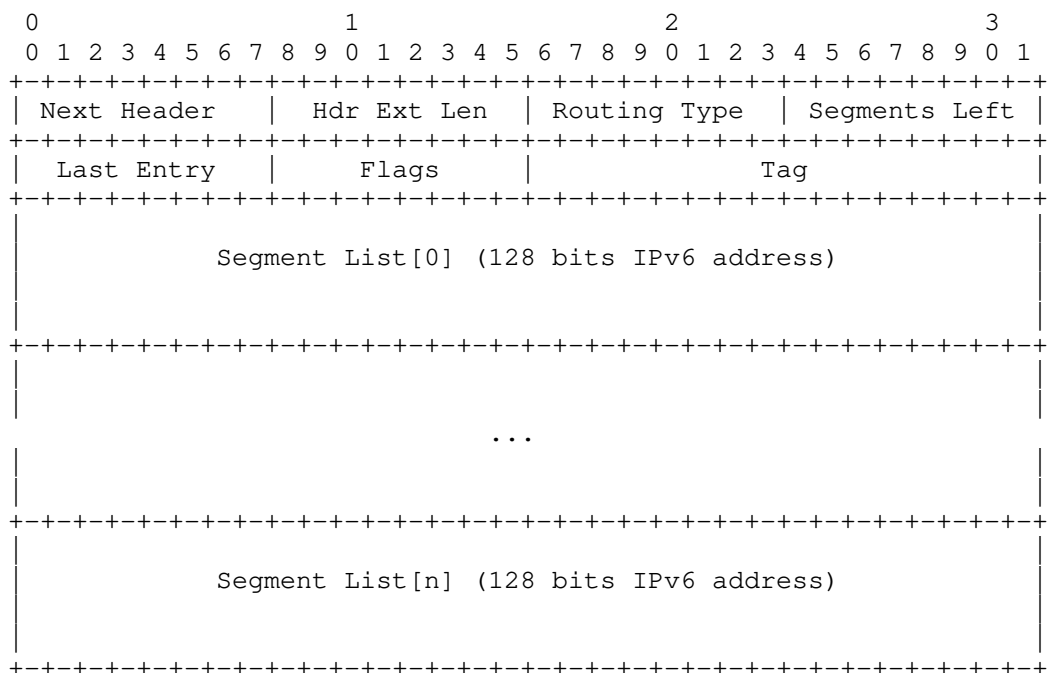 0                   1                   2                   3
0 1 2 3 4 5 6 7 8 9 0 1 2 3 4 5 6 7 8 9 0 1 2 3 4 5 6 7 8 9 0 1
+-+-+-+-+-+-+-+-+-+-+-+-+-+-+-+-+-+-+-+-+-+-+-+-+-+-+-+-+-+-+-+-+
| Next Header   |  Hdr Ext Len  | Routing Type  | Segments Left |
+-+-+-+-+-+-+-+-+-+-+-+-+-+-+-+-+-+-+-+-+-+-+-+-+-+-+-+-+-+-+-+-+
|  Last Entry   |     Flags     |              Tag              |
+-+-+-+-+-+-+-+-+-+-+-+-+-+-+-+-+-+-+-+-+-+-+-+-+-+-+-+-+-+-+-+-+
|                                                               |
|            Segment List[0] (128 bits IPv6 address)            |
|                                                               |
|                                                               |
+-+-+-+-+-+-+-+-+-+-+-+-+-+-+-+-+-+-+-+-+-+-+-+-+-+-+-+-+-+-+-+-+
|                                                               |
|                                                               |
...
|                                                               |
|                                                               |
+-+-+-+-+-+-+-+-+-+-+-+-+-+-+-+-+-+-+-+-+-+-+-+-+-+-+-+-+-+-+-+-+
|                                                               |
|            Segment List[n] (128 bits IPv6 address)            |
|                                                               |
|                                                               |
+-+-+-+-+-+-+-+-+-+-+-+-+-+-+-+-+-+-+-+-+-+-+-+-+-+-+-+-+-+-+-+-+